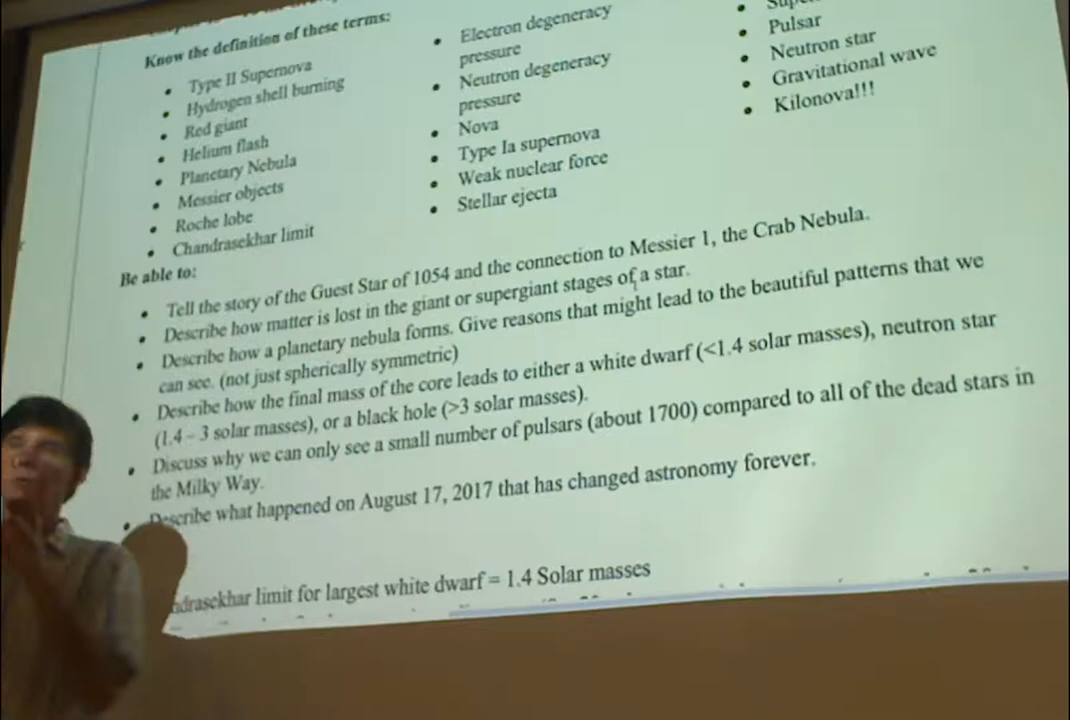 Know the definition of these terms:
Type II Supernova
Hydrogen shell burning
Red giant
Helium flash
Planetary Nebula
Messier objects
Roche lobe
Chandrasekhar limit
Electron degeneracy
pressure
Neutron degeneracy
pressure
Nova
Type Ia supernova
Weak nuclear force
Stellar ejecta
Pulsar
Neutron star
Gravitational wave
Kilonova!!!
Be able to:
Tell the story of the Guest Star of 1054 and the connection to Messier 1, the Crab Nebula.
Describe how matter is lost in the giant or supergiant stages of a star.
Describe how a planetary nebula forms. Give reasons that might lead to the beautiful patterns that we
can see. (not just spherically symmetric)
Describe how the final mass of the core leads to either a white dwarf (<1.4 solar masses), neutron star
(1.4 – 3 solar masses), or a black hole (>3 solar masses).
Discuss why we can only see a small number of pulsars (about 1700) compared to all of the dead stars in
the Milky Way.
Describe what happened on August 17, 2017 that has changed astronomy forever.
drasekhar limit for largest white dwarf = 1.4 Solar masses